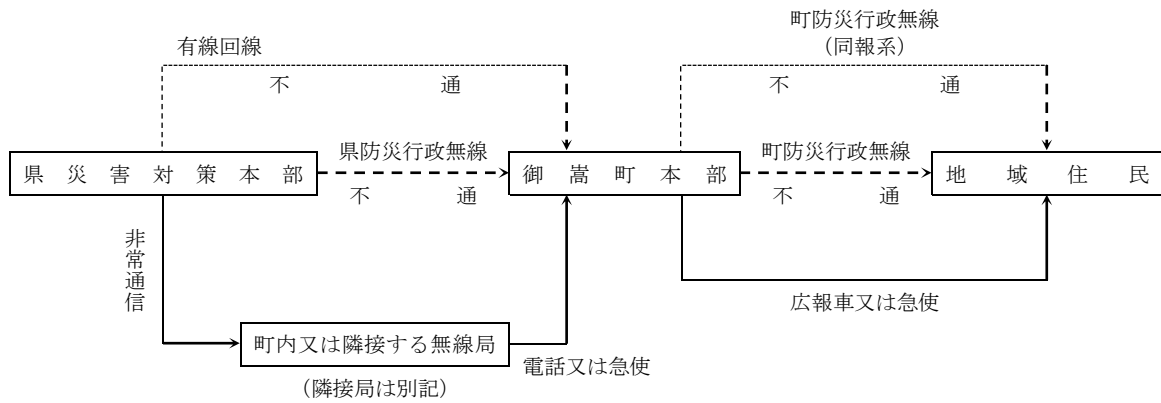 町防災行政無線
（同報系）
有線回線
不　通
不　通
県防災行政無線
町防災行政無線
県災害対策本部
御嵩町本部
地域住民
不　通
不　通
非常通信
広報車又は急使
町内又は隣接する無線局
電話又は急使
（隣接局は別記）